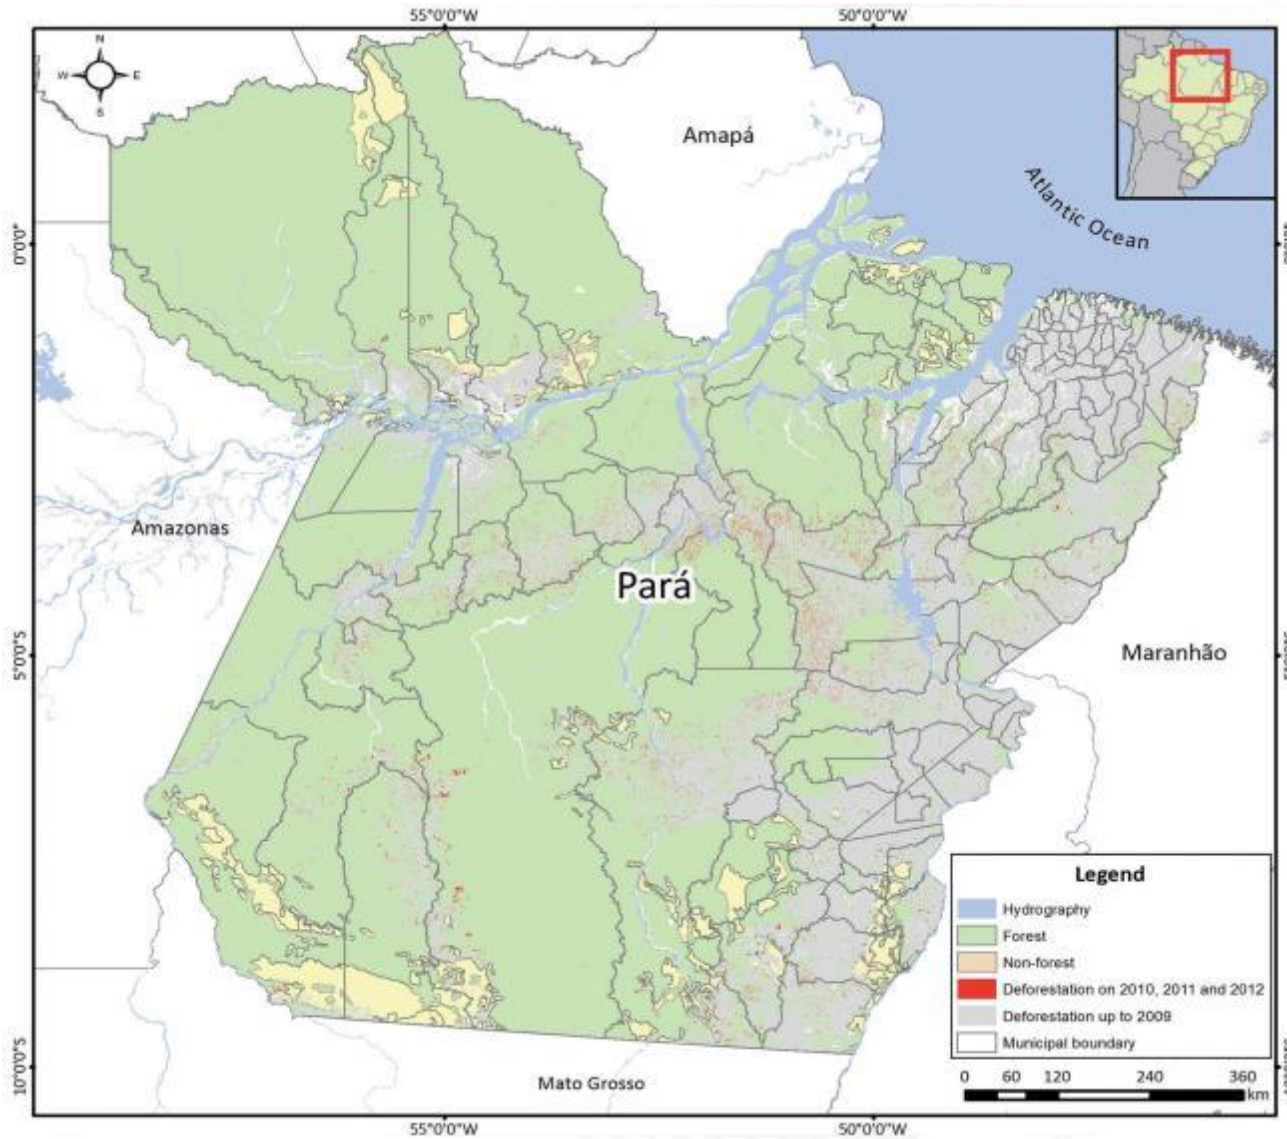 55°0'0"W
50°0'0"W
N
W
E
S
Amapá
Atlantic Ocean
0°0'0"
Amazonas
Pará
5°0'0"S
Maranhão
Legend
Hydrography
Forest
Non-forest
Deforestation on 2010, 2011 and 2012
Deforestation up to 2009
Municipal boundary
0 60 120 240 360
km
10°0'0"S
Mato Grosso
55°0'0"W
50°0'0"W